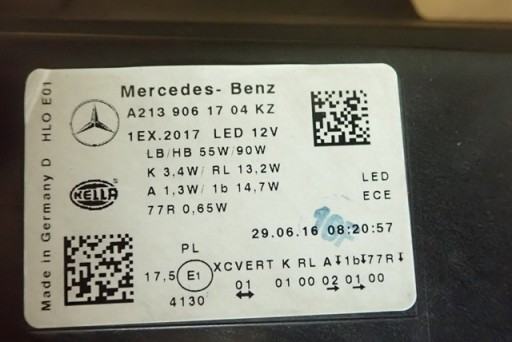 Mercedes- Benz
A213 906 17 04 KZ
1EX.2017 LED 12V
LB/HB 55W/90W
K 3,4W/ RL 13,2W
A 1,3W/ 1b 14,7W
77R 0,65W
LED
ECE
HELLA
Made in Germany D HLO E01
29.06.16 08:20:57
PL
XCVERT K RL A 1b 77R
17,5 E1
01 01 00 02 01 00
4130